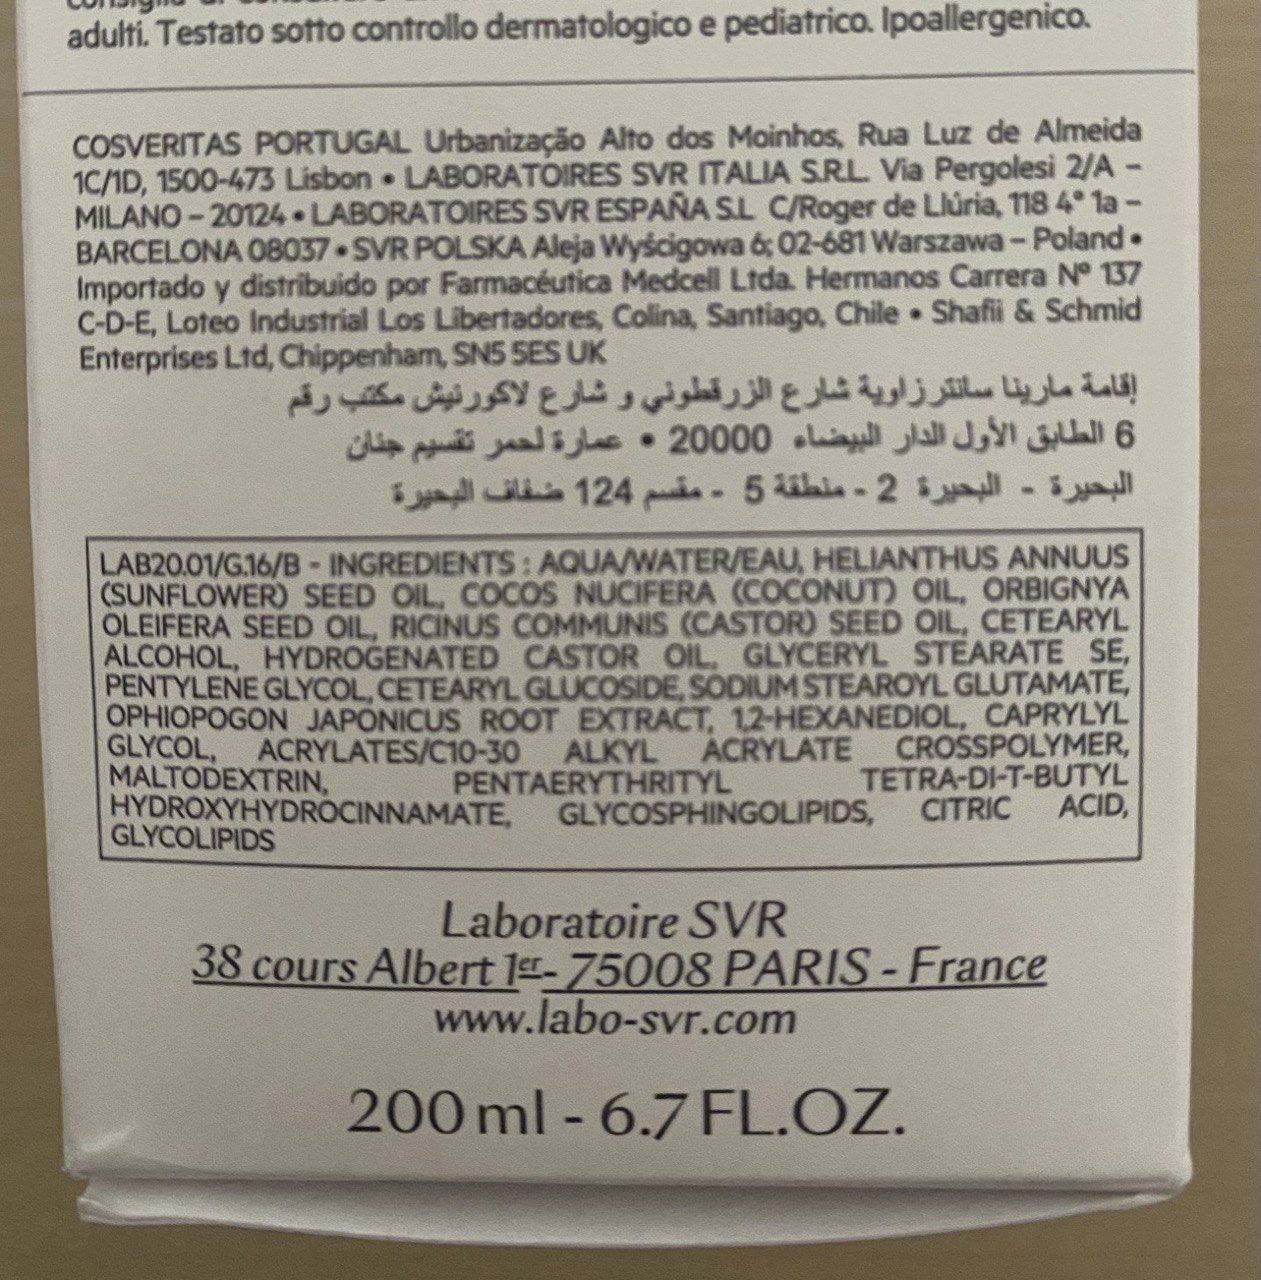 adulti. Testato sotto controllo dermatologico e pediatrico. Ipoallergenico.
COSVERITAS PORTUGAL Urbanização Alto dos Moinhos, Rua Luz de Almeida
1C/1D, 1500-473 Lisbon • LABORATOIRES SVR ITALIA S.R.L. Via Pergolesi 2/A –
MILANO – 20124 • LABORATOIRES SVR ESPAÑA S.L C/Roger de Llúria, 118 4° 1a –
BARCELONA 08037 • SVR POLSKA Aleja Wyścigowa 6; 02-681 Warszawa – Poland •
Importado y distribuido por Farmacéutica Medcell Ltda. Hermanos Carrera Nº 137
C-D-E, Loteo Industrial Los Libertadores, Colina, Santiago, Chile • Shafii & Schmid
Enterprises Ltd, Chippenham, SN5 5ES UK
إقامة مارينا سانتر زاوية شارع الزرقطوني و شارع لاكورنيش مكتب رقم
6 الطابق الأول الدار البيضاء 20000 • عمارة لحمر تقسيم جنان
البحيرة - البحيرة 2 - منطقة 5 - مقسم 124 ضفاف البحيرة
LAB20.01/G.16/B - INGREDIENTS : AQUA/WATER/EAU, HELIANTHUS ANNUUS
(SUNFLOWER) SEED OIL, COCOS NUCIFERA (COCONUT) OIL, ORBIGNYA
OLEIFERA SEED OIL, RICINUS COMMUNIS (CASTOR) SEED OIL, CETEARYL
ALCOHOL, HYDROGENATED CASTOR OIL, GLYCERYL STEARATE SE,
PENTYLENE GLYCOL, CETEARYL GLUCOSIDE, SODIUM STEAROYL GLUTAMATE,
OPHIOPOGON JAPONICUS ROOT EXTRACT, 1,2-HEXANEDIOL, CAPRYLYL
GLYCOL, ACRYLATES/C10-30 ALKYL ACRYLATE CROSSPOLYMER,
MALTODEXTRIN, PENTAERYTHRITYL TETRA-DI-T-BUTYL
HYDROXYHYDROCINNAMATE, GLYCOSPHINGOLIPIDS, CITRIC ACID,
GLYCOLIPIDS
Laboratoire SVR
38 cours Albert 1er- 75008 PARIS - France
www.labo-svr.com
200 ml - 6.7 FL.OZ.